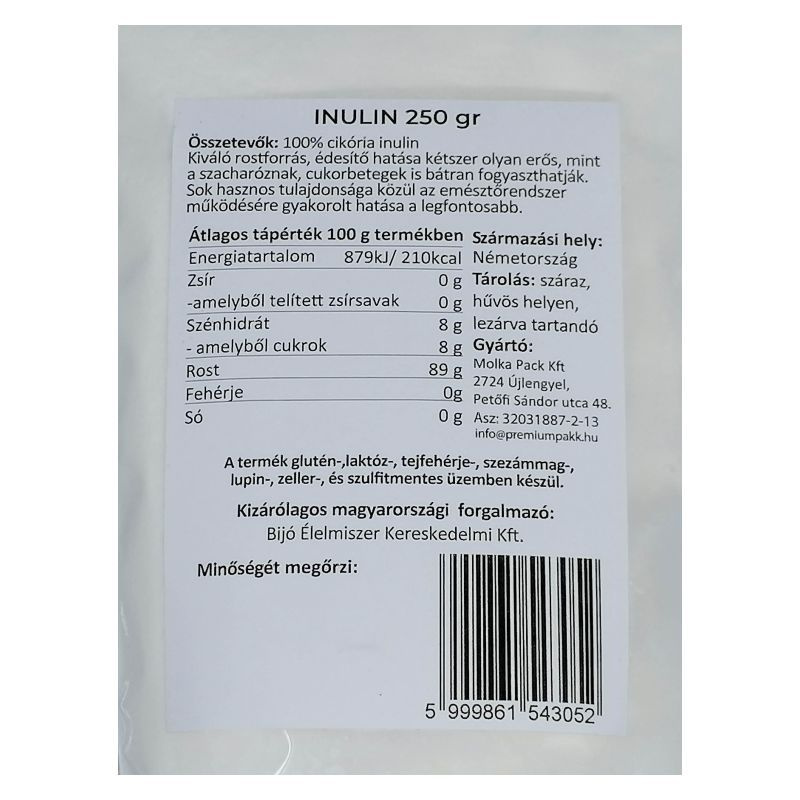 INULIN 250 gr
Összetevők: 100% cikória inulin
Kiváló rostforrás, édesítő hatása kétszer olyan erős, mint
a szacharóznak, cukorbetegek is bátran fogyaszthatják.
Sok hasznos tulajdonsága közül az emésztőrendszer
működésére gyakorolt hatása a legfontosabb.
Átlagos tápérték 100 g termékben
Energiatartalom 879kJ/ 210kcal
Zsír 0 g
-amelyből telített zsírsavak 0 g
Szénhidrát 8 g
- amelyből cukrok 8 g
Rost 89 g
Fehérje 0g
Só 0 g
Származási hely:
Németország
Tárolás: száraz,
hűvös helyen,
lezárva tartandó
Gyártó:
Molka Pack Kft
2724 Újlengyel,
Petőfi Sándor utca 48.
Asz: 32031887-2-13
info@premiumpakk.hu
A termék glutén-,laktóz-, tejfehérje-, szezámmag-,
lupin-, zeller-, és szulfitmentes üzemben készül.
Kizárólagos magyarországi forgalmazó:
Bijó Élelmiszer Kereskedelmi Kft.
Minőségét megőrzi:
5 999861 543052